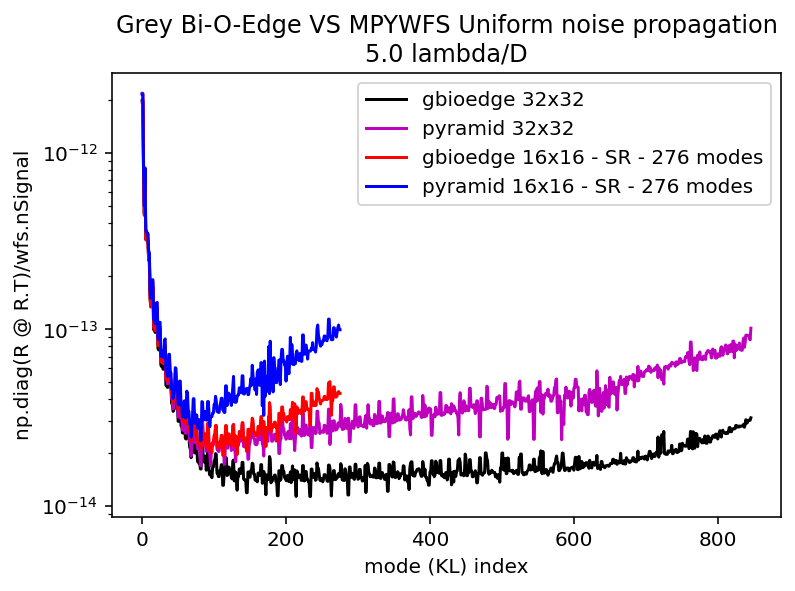 Grey Bi-O-Edge VS MPYWFS Uniform noise propagation
5.0 lambda/D
gbioedge 32x32
pyramid 32x32
gbioedge 16x16 - SR - 276 modes
pyramid 16x16 - SR - 276 modes
np.diag(R @ R.T)/wfs.nSignal
10⁻¹²
10⁻¹³
10⁻¹⁴
0 200 400 600 800
mode (KL) index